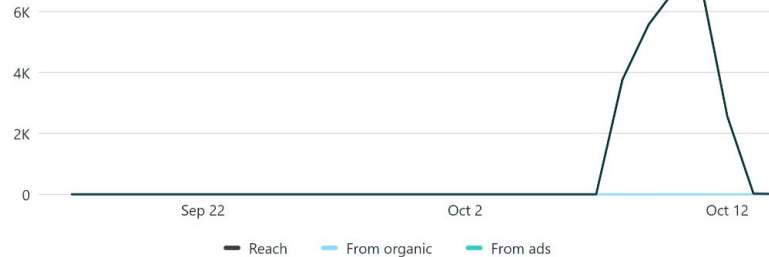 6K
4K
2K
0
Sep 22 Oct 2 Oct 12
Reach From organic From ads